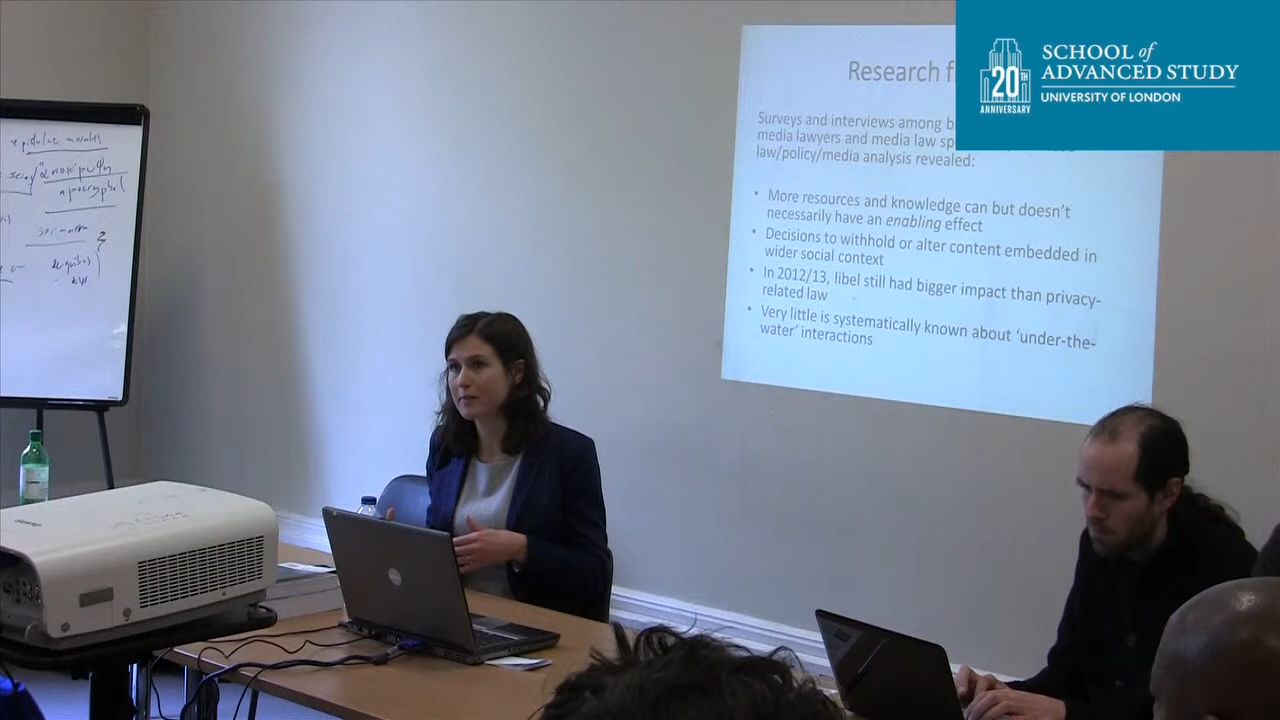 apocryphal
Research f
Surveys and interviews among b
media lawyers and media law sp
law/policy/media analysis revealed:
• More resources and knowledge can but doesn't
necessarily have an enabling effect
• Decisions to withhold or alter content embedded in
wider social context
• In 2012/13, libel still had bigger impact than privacy-
related law
• Very little is systematically known about 'under-the-
water' interactions
20TH
ANNIVERSARY
SCHOOL of
ADVANCED STUDY
UNIVERSITY OF LONDON